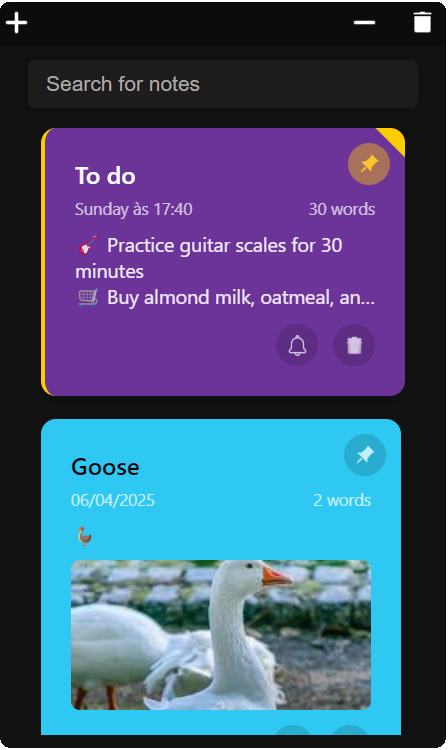 Search for notes
To do
Sunday às 17:40 30 words
🎸 Practice guitar scales for 30
minutes
🛒 Buy almond milk, oatmeal, an...
Goose
06/04/2025 2 words
🦆